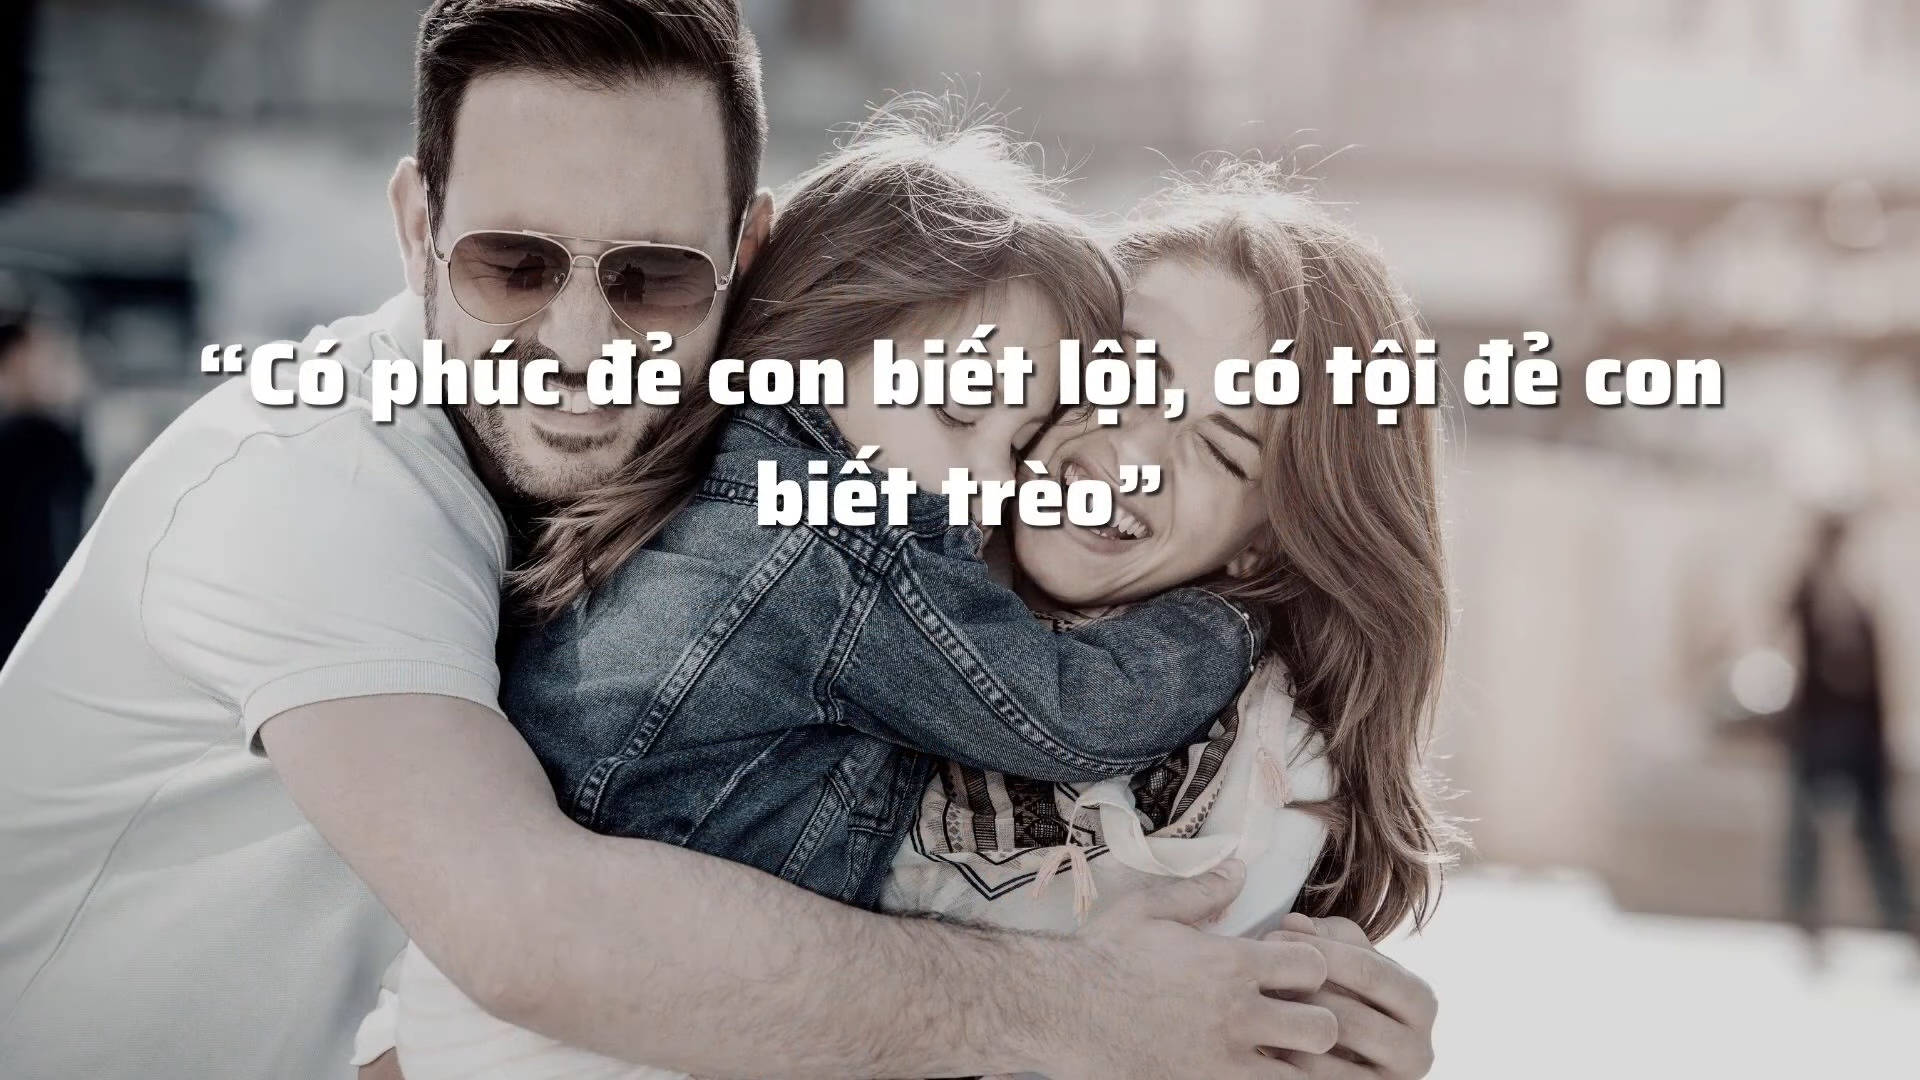 “Có phúc đẻ con biết lội, có tội đẻ con
biết trèo”